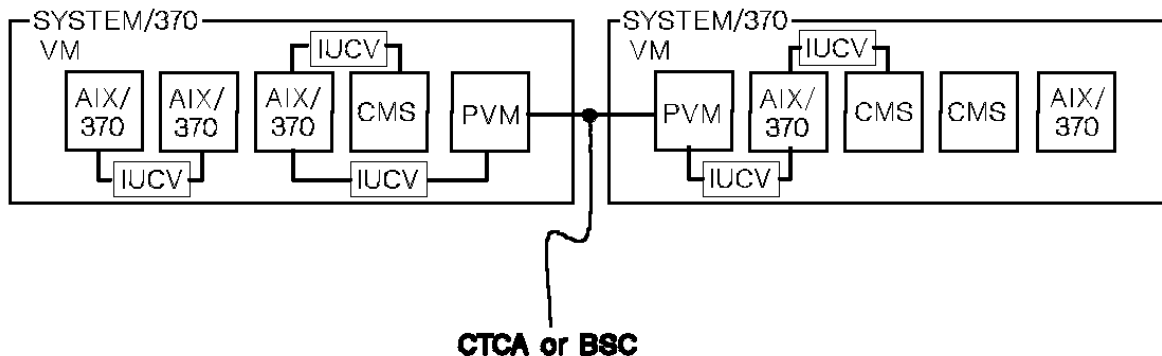 SYSTEM/370
VM
IUCV
AIX/
370
AIX/
370
AIX/
370
CMS
PVM
IUCV
IUCV
SYSTEM/370
VM
IUCV
PVM
AIX/
370
CMS
CMS
AIX/
370
IUCV
CTCA or BSC